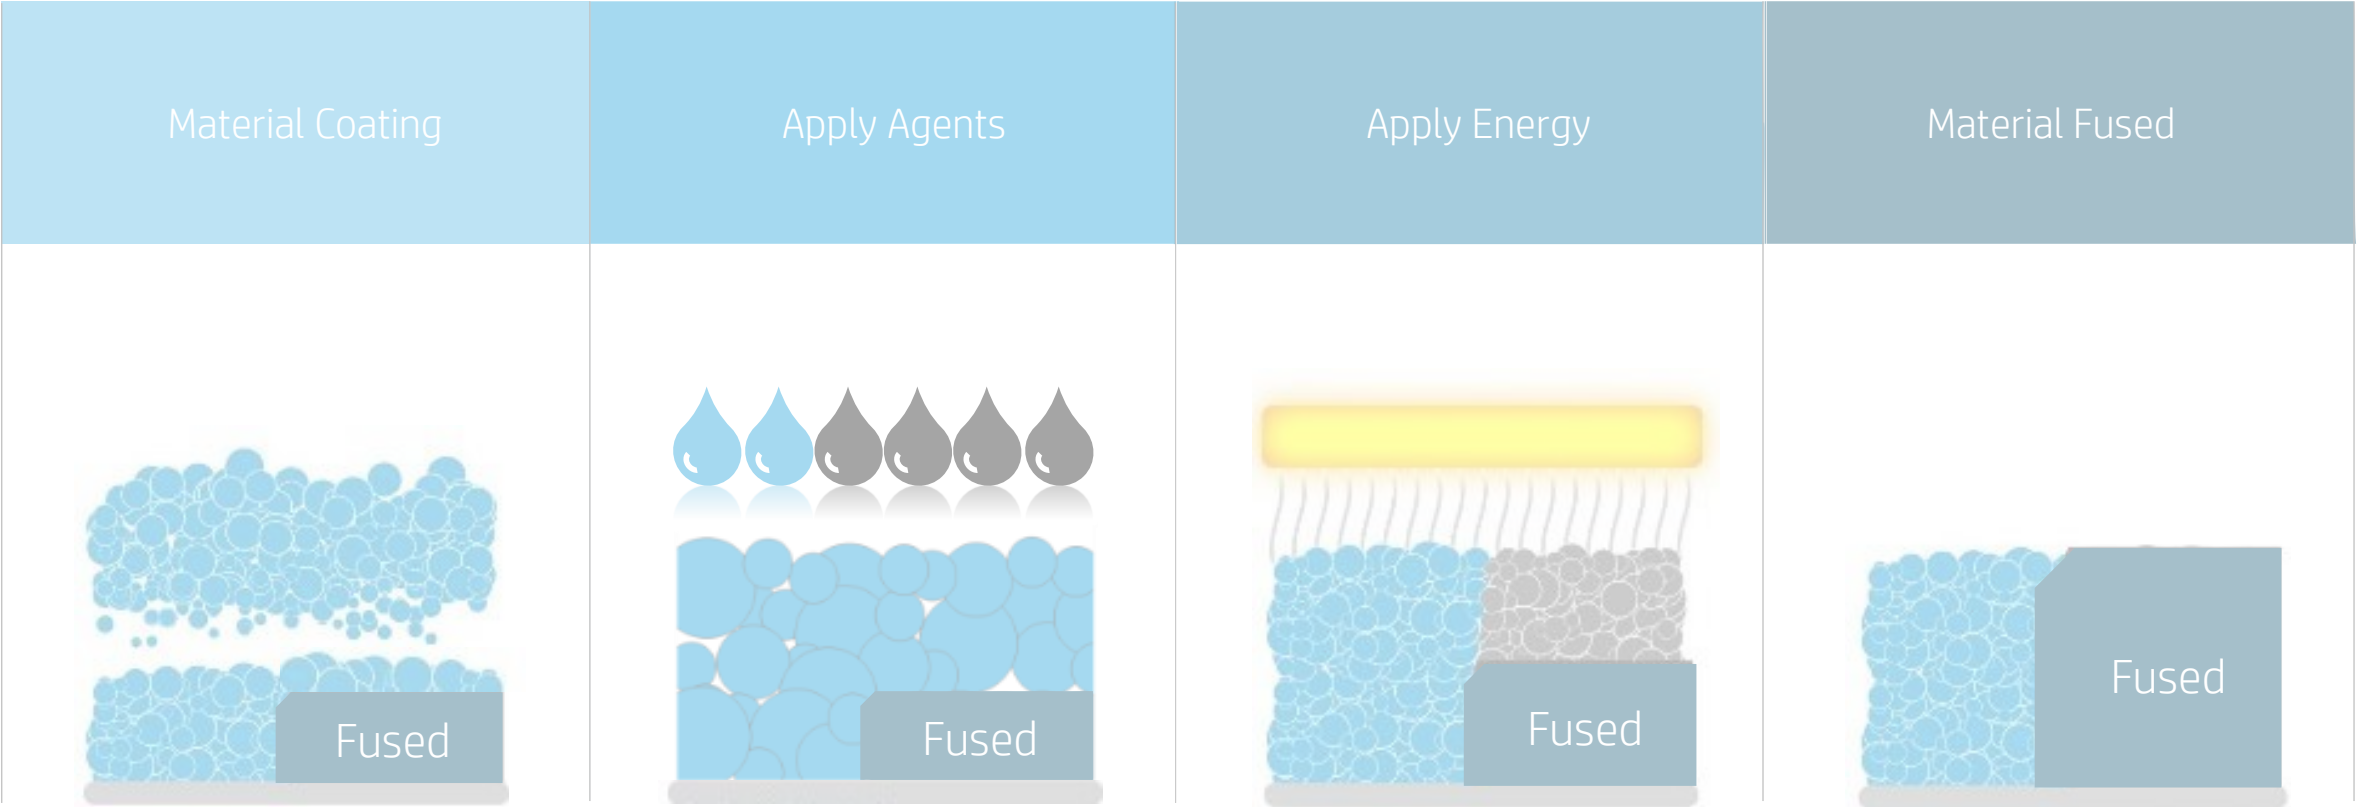 Material Coating
Apply Agents
Apply Energy
Material Fused
Fused
Fused
Fused
Fused